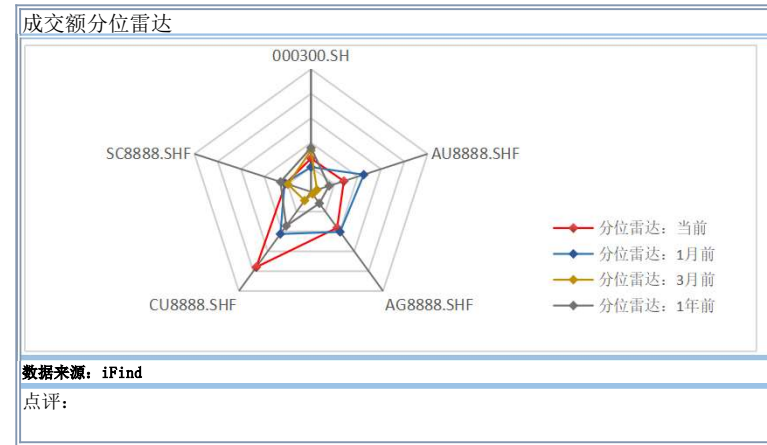 成交额分位雷达
000300.SH
SC8888.SHF
AU8888.SHF
CU8888.SHF
AG8888.SHF
分位雷达：当前
分位雷达：1月前
分位雷达：3月前
分位雷达：1年前
数据来源：iFind
点评：